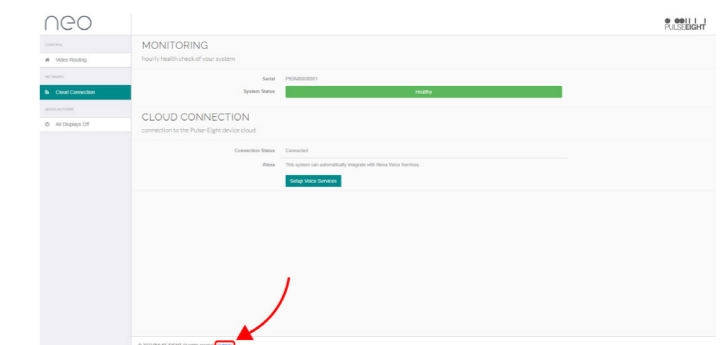 neo
PULSEEIGHT
CONTROL
Video Routing
NETWORK
Cloud Connection
QUICK ACTIONS
All Displays Off
MONITORING
hourly health check of your system
Serial
System Status
Healthy
CLOUD CONNECTION
connection to the Pulse-Eight device cloud
Connection Status
Connected
Alexa
This system can automatically integrate with Alexa Voice Services
Setup Voice Services